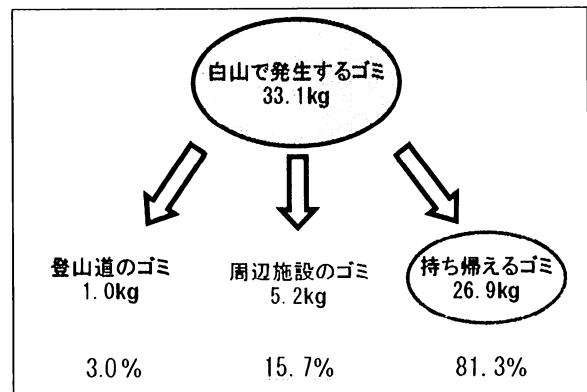 白山で発生するゴミ
33.1kg
登山道のゴミ
1.0kg
周辺施設のゴミ
5.2kg
持ち帰えるゴミ
26.9kg
3.0%
15.7%
81.3%